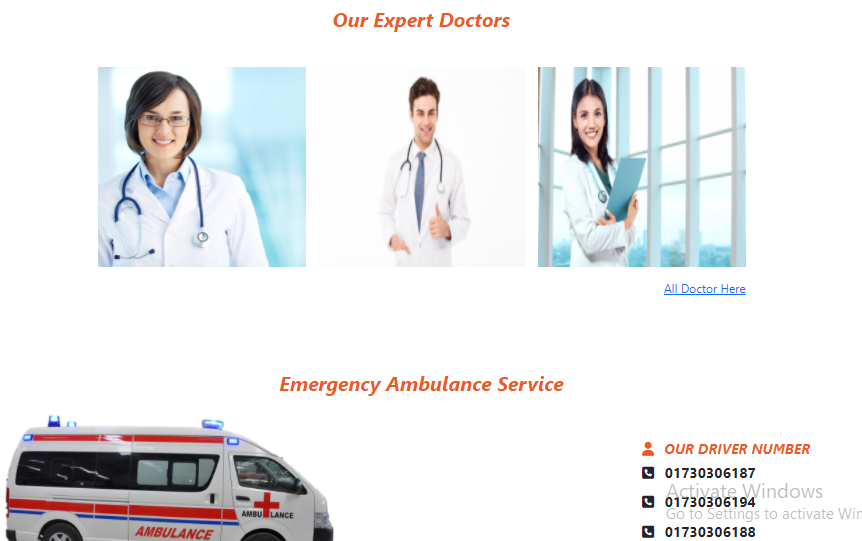 Our Expert Doctors
All Doctor Here
Emergency Ambulance Service
OUR DRIVER NUMBER
01730306187
Activate Windows
01730306194
Go to Settings to activate Win
01730306188
AMBULANCE
AMBULANCE